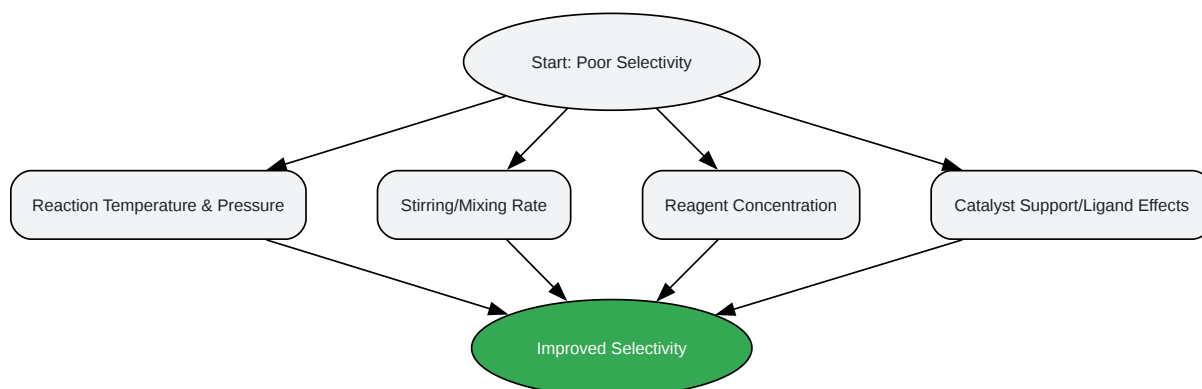 Start: Poor Selectivity
Reaction Temperature & Pressure
Stirring/Mixing Rate
Reagent Concentration
Catalyst Support/Ligand Effects
Improved Selectivity